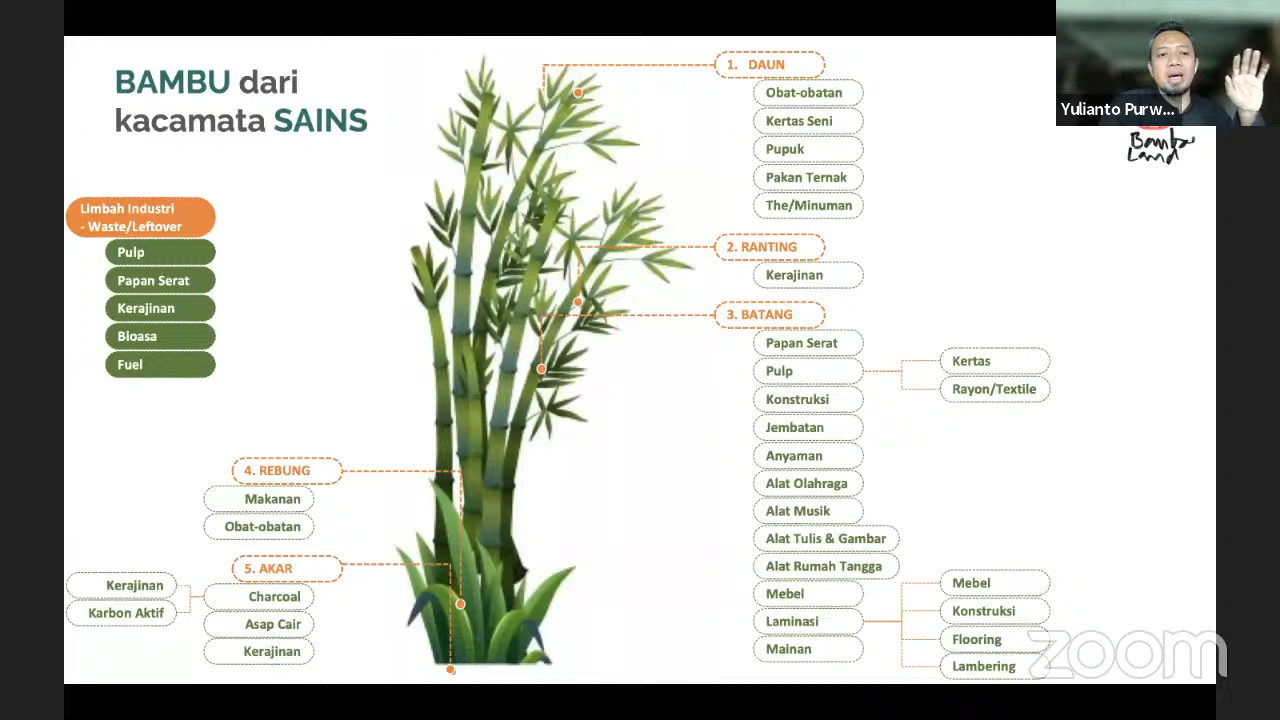 BAMBU dari
kacamata SAINS
Limbah Industri
- Waste/Leftover
Pulp
Papan Serat
Kerajinan
Bioasa
Fuel
1. DAUN
Obat-obatan
Kertas Seni
Pupuk
Pakan Ternak
The/Minuman
2. RANTING
Kerajinan
3. BATANG
Papan Serat
Pulp
Kertas
Rayon/Textile
Konstruksi
Jembatan
Anyaman
Alat Olahraga
Alat Musik
Alat Tulis & Gambar
Alat Rumah Tangga
Mebel
Laminasi
Mebel
Konstruksi
Flooring
Lambering
Mainan
4. REBUNG
Makanan
Obat-obatan
5. AKAR
Charcoal
Kerajinan
Karbon Aktif
Asap Cair
Kerajinan
Yulianto Purw...
Land
zoom